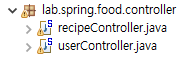 lab.spring.food.controller
recipeController.java
userController.java